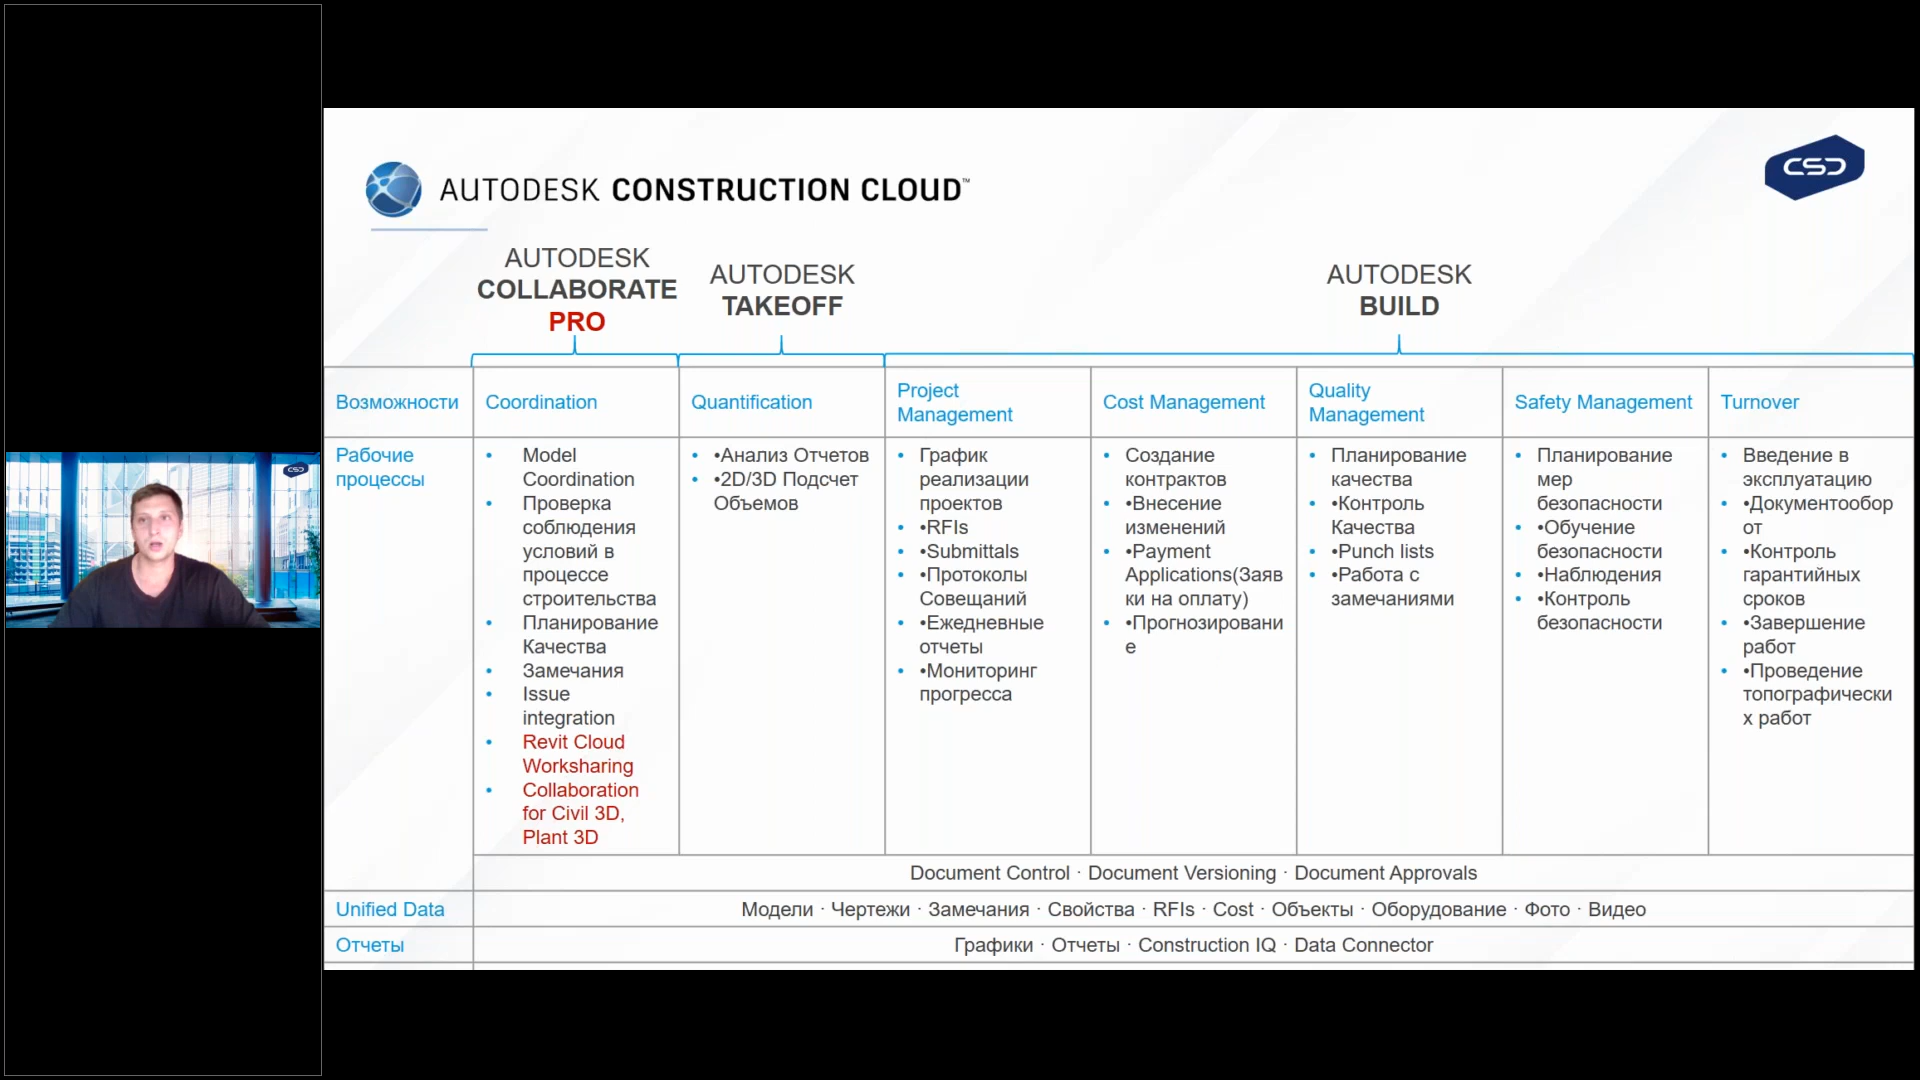 AUTODESK CONSTRUCTION CLOUD™
CSD
AUTODESK
COLLABORATE
PRO
AUTODESK
TAKEOFF
AUTODESK
BUILD
Возможности
Coordination
Quantification
Project
Management
Cost Management
Quality
Management
Safety Management
Turnover
Рабочие
процессы
• Model
Coordination
• Проверка
соблюдения
условий в
процессе
строительства
• Планирование
Качества
• Замечания
• Issue
integration
• Revit Cloud
Worksharing
• Collaboration
for Civil 3D,
Plant 3D
• •Анализ Отчетов
• •2D/3D Подсчет
Объемов
• График
реализации
проектов
• •RFIs
• •Submittals
• •Протоколы
Совещаний
• •Ежедневные
отчеты
• •Мониторинг
прогресса
• Создание
контрактов
• •Внесение
изменений
• •Payment
Applications(Заяв
ки на оплату)
• •Прогнозировани
е
• Планирование
качества
• •Контроль
Качества
• •Punch lists
• •Работа с
замечаниями
• Планирование
мер
безопасности
• •Обучение
безопасности
• •Наблюдения
• •Контроль
безопасности
• Введение в
эксплуатацию
• •Документообор
от
• •Контроль
гарантийных
сроков
• •Завершение
работ
• •Проведение
топографически
х работ
Document Control · Document Versioning · Document Approvals
Unified Data
Модели · Чертежи · Замечания · Свойства · RFIs · Cost · Объекты · Оборудование · Фото · Видео
Отчеты
Графики · Отчеты · Construction IQ · Data Connector
CSD